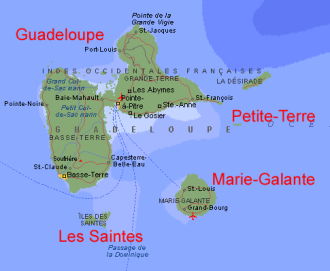 Pointe de la
Grande Vigie
Guadeloupe
St-Jacques
Port-Louis
INDES OCCIDENTALES FRANÇAISES
Grand Cul-
de-Sac marin
GRANDE-TERRE
LA DÉSIRADE
Les Abymes
Pointe-Noire
Baie-Mahault
Pointe-
à-Pitre
St-François
Petit Cul-
de-Sac marin
Ste-Anne
Le Gosier
Petite-Terre
GUADELOUPE
OCE
BASSE-TERRE
Soufrière
Capesterre-
Belle-Eau
St-Claude
Basse-Terre
Marie-Galante
St-Louis
MARIE-GALANTE
Grand-Bourg
ÎLES DES
SAINTES
Les Saintes
Passage de
la Dominique